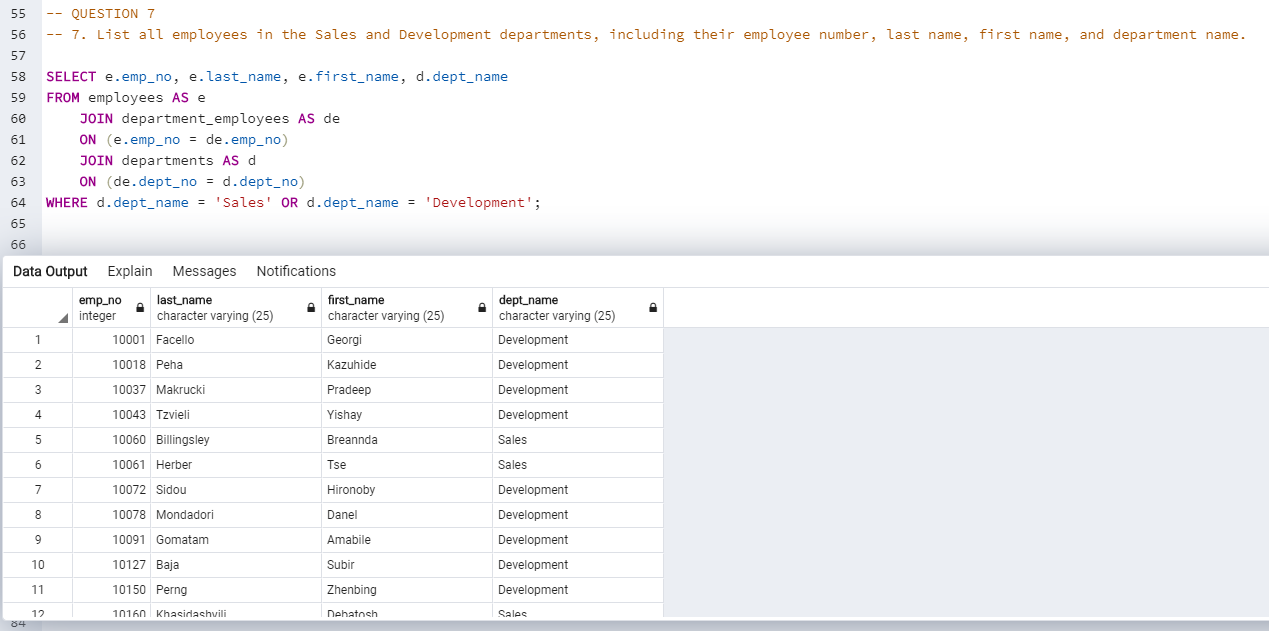 55 -- QUESTION 7
56 -- 7. List all employees in the Sales and Development departments, including their employee number, last name, first name, and department name.
57
58 SELECT e.emp_no, e.last_name, e.first_name, d.dept_name
59 FROM employees AS e
60 JOIN department_employees AS de
61 ON (e.emp_no = de.emp_no)
62 JOIN departments AS d
63 ON (de.dept_no = d.dept_no)
64 WHERE d.dept_name = 'Sales' OR d.dept_name = 'Development';
65
66
Data Output Explain Messages Notifications
emp_no last_name first_name dept_name
integer character varying (25) character varying (25) character varying (25)
1 10001 Facello Georgi Development
2 10018 Peha Kazuhide Development
3 10037 Makrucki Pradeep Development
4 10043 Tzvieli Yishay Development
5 10060 Billingsley Breannda Sales
6 10061 Herber Tse Sales
7 10072 Sidou Hironoby Development
8 10078 Mondadori Danel Development
9 10091 Gomatam Amabile Development
10 10127 Baja Subir Development
11 10150 Perng Zhenbing Development
12 10160 Khasidashvili Debatosh Sales
84